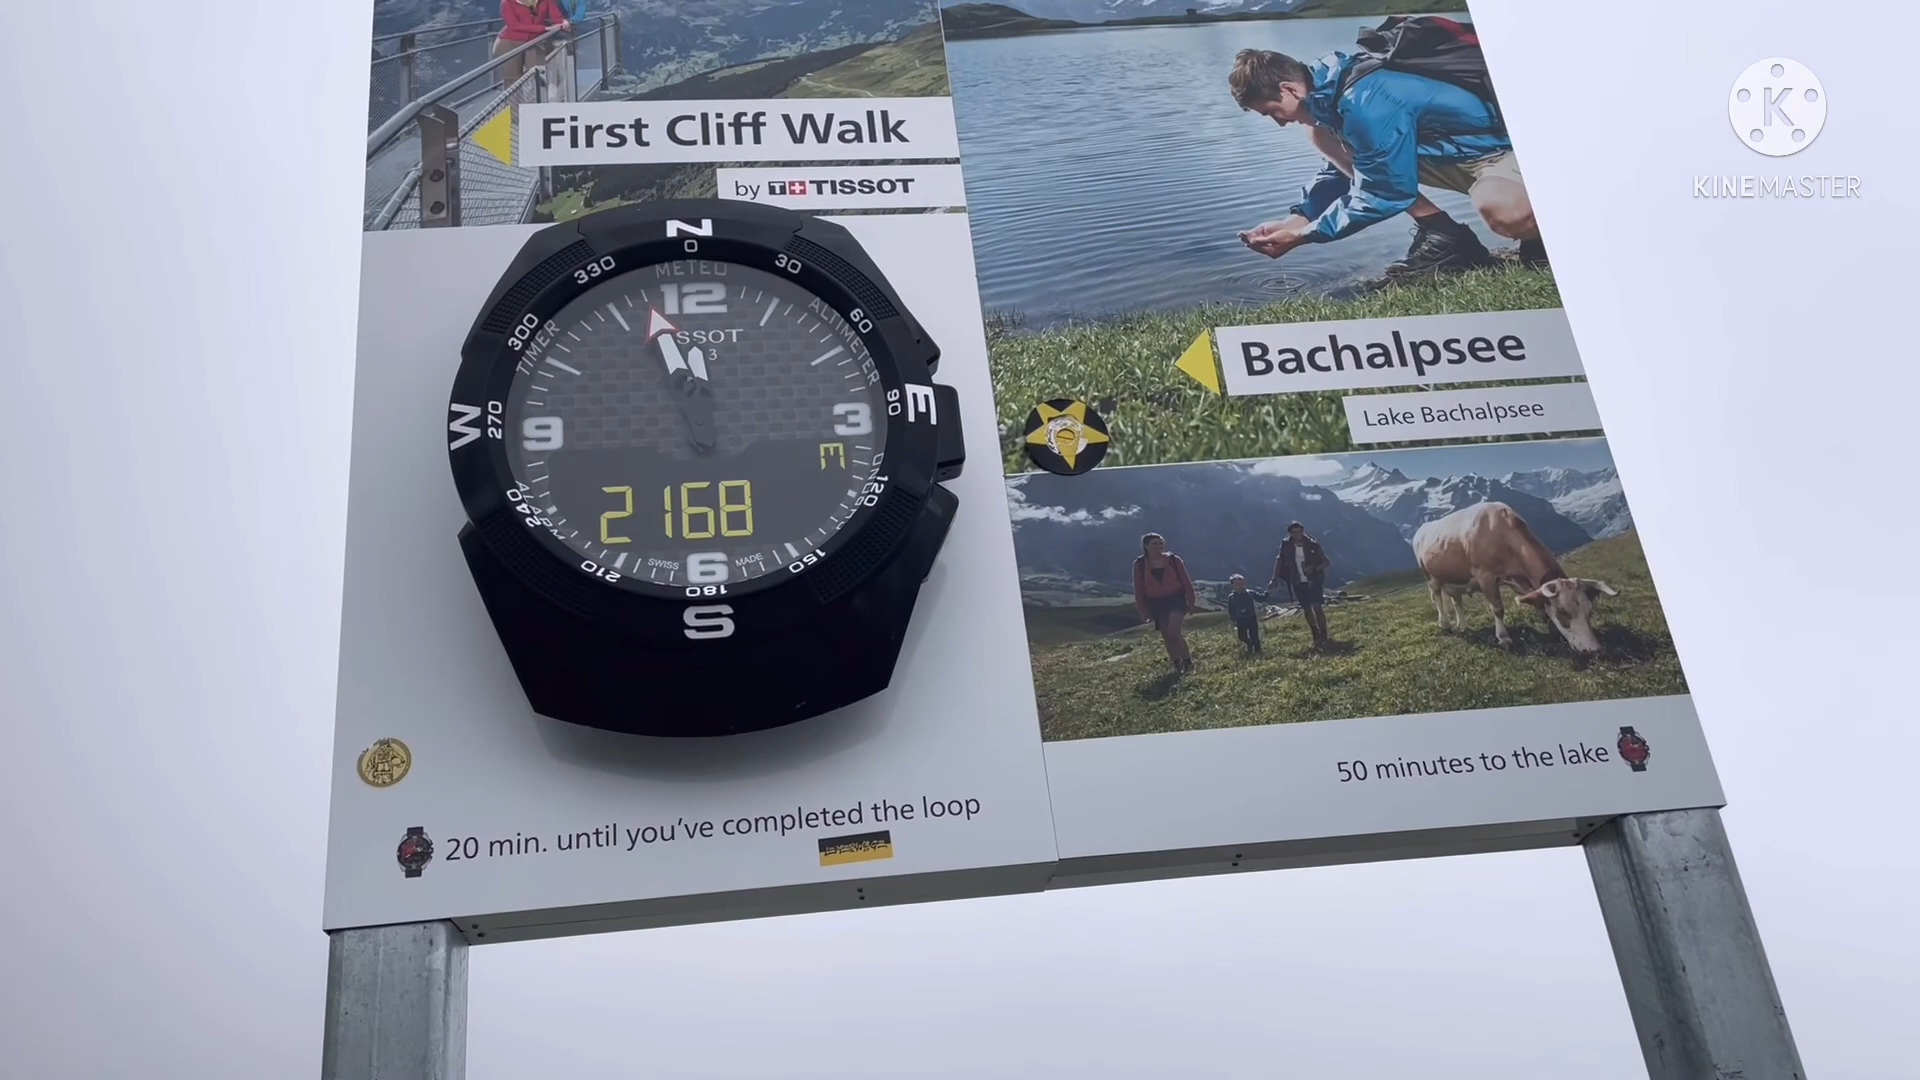 First Cliff Walk
by T+TISSOT
N
0
30
60
E
90
120
150
180
S
210
240
W
270
300
330
METEO
ALTIMETER
TIMER
12
3
6
9
M
2168
SWISS MADE
20 min. until you've completed the loop
Bachalpsee
Lake Bachalpsee
50 minutes to the lake
K
KINEMASTER